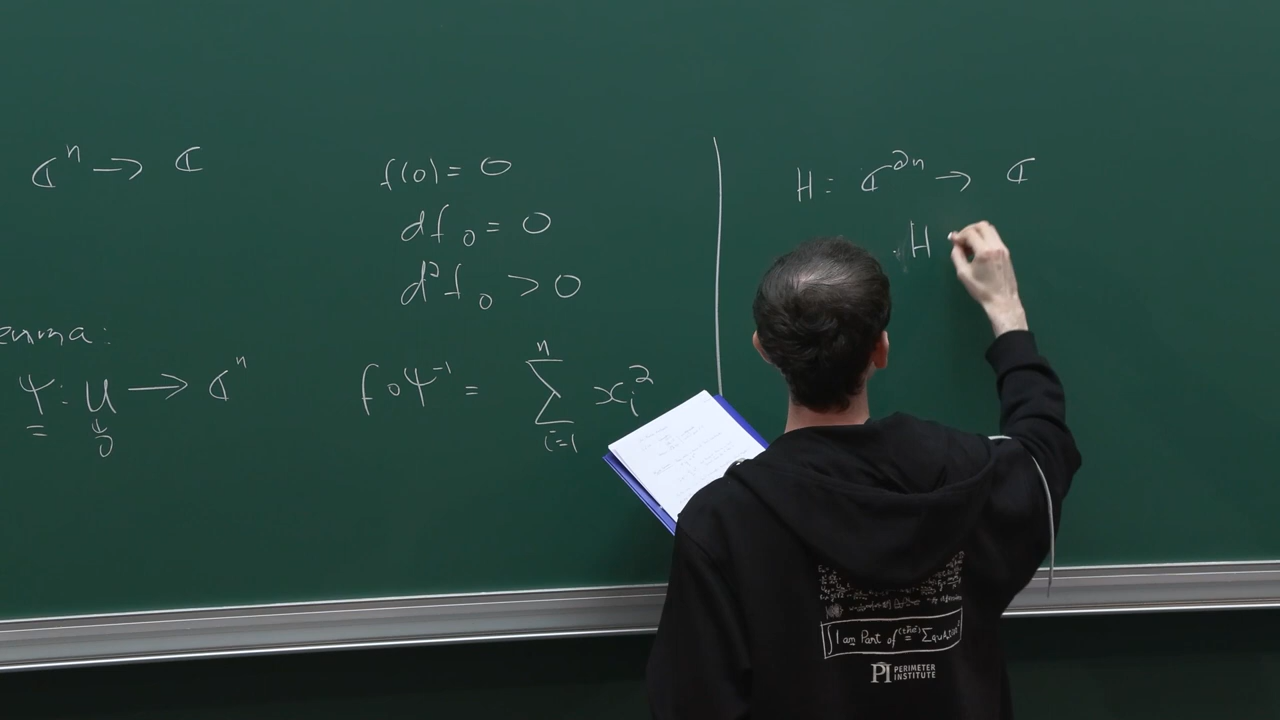 ℂⁿ → ℂ
f(0) = 0
df₀ = 0
d²f₀ > 0
emma:
Ψ: U → ℂⁿ
0
f∘Ψ⁻¹ = ∑ᵢ₌₁ⁿ xᵢ²
H: ℂ²ⁿ → ℂ
H
I am Part of
PI PERIMETER INSTITUTE